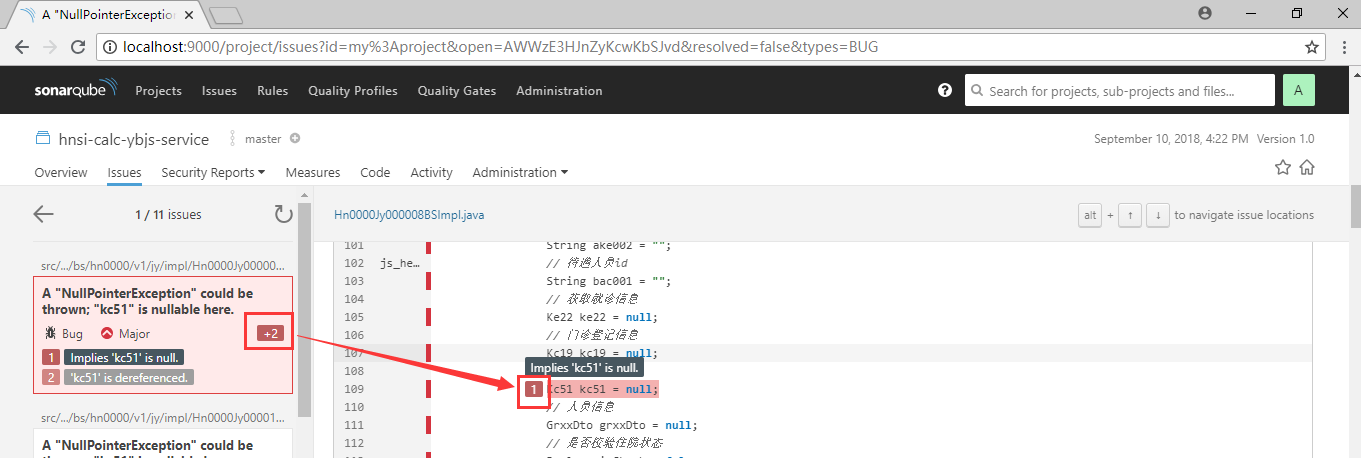 A "NullPointerException
localhost:9000/project/issues?id=my%3Aproject&open=AWWzE3HJnZyKcwKbSJvd&resolved=false&types=BUG
sonarqube Projects Issues Rules Quality Profiles Quality Gates Administration ? Search for projects, sub-projects and files... A
hnsi-calc-ybjs-service master September 10, 2018, 4:22 PM Version 1.0
Overview Issues Security Reports Measures Code Activity Administration
1 / 11 issues
Hn0000Jy000008BSImpl.java alt + ↑ ↓ to navigate issue locations
src/.../bs/hn0000/v1/jy/impl/Hn0000Jy00000...
A "NullPointerException" could be
thrown; "kc51" is nullable here.
Bug Major +2
1 Implies 'kc51' is null.
2 'kc51' is dereferenced.
src/.../bs/hn0000/v1/jy/impl/Hn0000Jy00001...
A "NullPointerException" could be
101 String ake002 = "";
102 js_he... // 待遇人员id
103 String bac001 = "";
104 // 获取就诊信息
105 Ke22 ke22 = null;
106 // 门诊登记信息
107 Kc19 kc19 = null;
108 Implies 'kc51' is null.
109 1 Kc51 kc51 = null;
110 // 人员信息
111 GrxxDto grxxDto = null;
112 // 是否校验住院状态